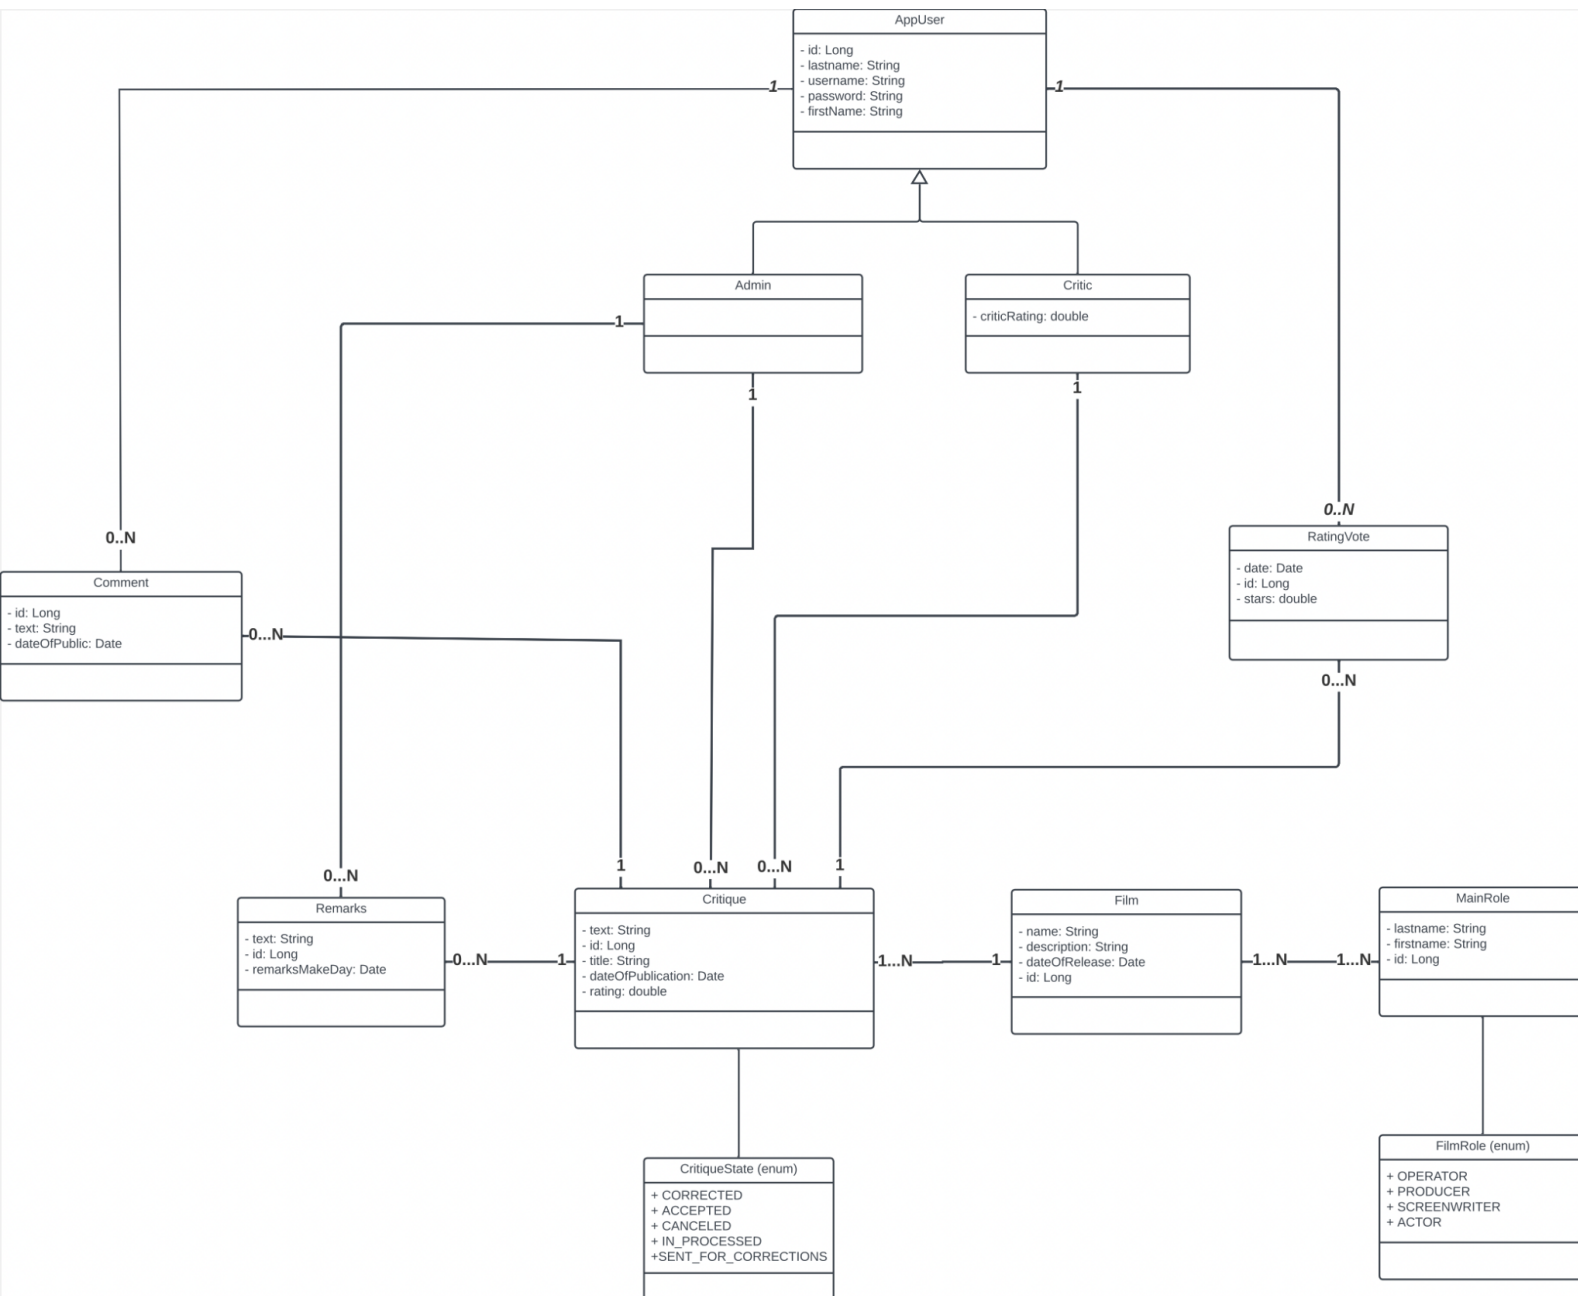 AppUser
- id: Long
- lastname: String
- username: String
- password: String
- firstName: String
1
1
Admin
Critic
- criticRating: double
1
1
1
0..N
0..N
RatingVote
- date: Date
- id: Long
- stars: double
Comment
- id: Long
- text: String
- dateOfPublic: Date
0...N
0...N
0...N
1
0...N
0...N
1
Remarks
- text: String
- id: Long
- remarksMakeDay: Date
0...N
1
Critique
- text: String
- id: Long
- title: String
- dateOfPublication: Date
- rating: double
1...N
1
Film
- name: String
- description: String
- dateOfRelease: Date
- id: Long
1...N
1...N
MainRole
- lastname: String
- firstname: String
- id: Long
CritiqueState (enum)
+ CORRECTED
+ ACCEPTED
+ CANCELED
+ IN_PROCESSED
+SENT_FOR_CORRECTIONS
FilmRole (enum)
+ OPERATOR
+ PRODUCER
+ SCREENWRITER
+ ACTOR